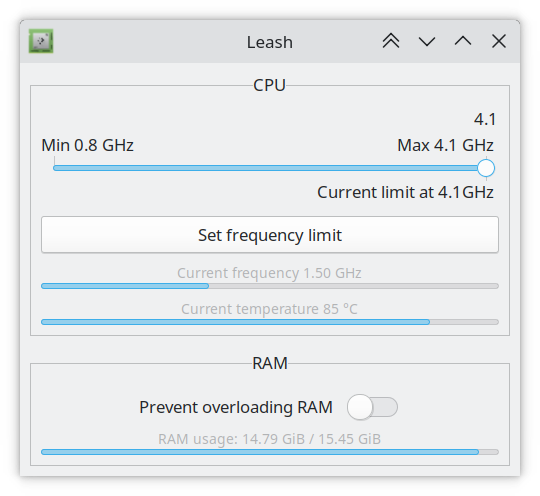 Leash
CPU
4.1
Min 0.8 GHz Max 4.1 GHz
Current limit at 4.1GHz
Set frequency limit
Current frequency 1.50 GHz
Current temperature 85 °C
RAM
Prevent overloading RAM
RAM usage: 14.79 GiB / 15.45 GiB